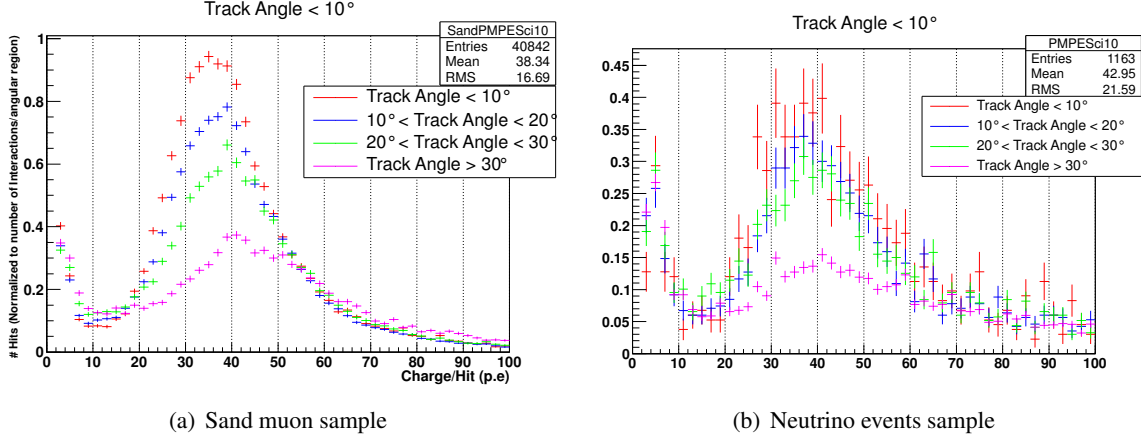 Track Angle < 10°
SandPMPESci10
Entries 40842
Mean 38.34
RMS 16.69
Track Angle < 10°
10°< Track Angle < 20°
20°< Track Angle < 30°
Track Angle > 30°
# Hits (Normalized to number of Interactions/angular region)
1
0.8
0.6
0.4
0.2
0
0 10 20 30 40 50 60 70 80 90 100
Charge/Hit (p.e)
(a) Sand muon sample
Track Angle < 10°
PMPESci10
Entries 1163
Mean 42.95
RMS 21.59
Track Angle < 10°
10°< Track Angle < 20°
20°< Track Angle < 30°
Track Angle > 30°
0.45
0.4
0.35
0.3
0.25
0.2
0.15
0.1
0.05
0
0 10 20 30 40 50 60 70 80 90 100
(b) Neutrino events sample